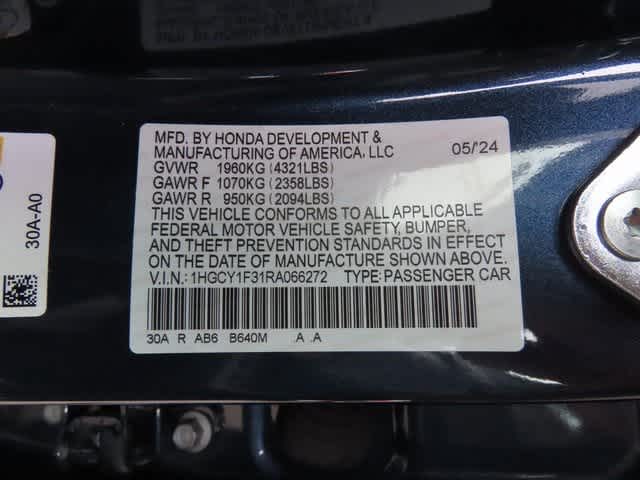 MFD. BY HONDA DEVELOPMENT &
MANUFACTURING OF AMERICA, LLC 05/'24
GVWR 1960KG (4321LBS)
GAWR F 1070KG (2358LBS)
GAWR R 950KG (2094LBS)
THIS VEHICLE CONFORMS TO ALL APPLICABLE
FEDERAL MOTOR VEHICLE SAFETY, BUMPER,
AND THEFT PREVENTION STANDARDS IN EFFECT
ON THE DATE OF MANUFACTURE SHOWN ABOVE.
V.I.N.: 1HGCY1F31RA066272 TYPE: PASSENGER CAR
30A R AB6 B640M .A .A
30A-A0